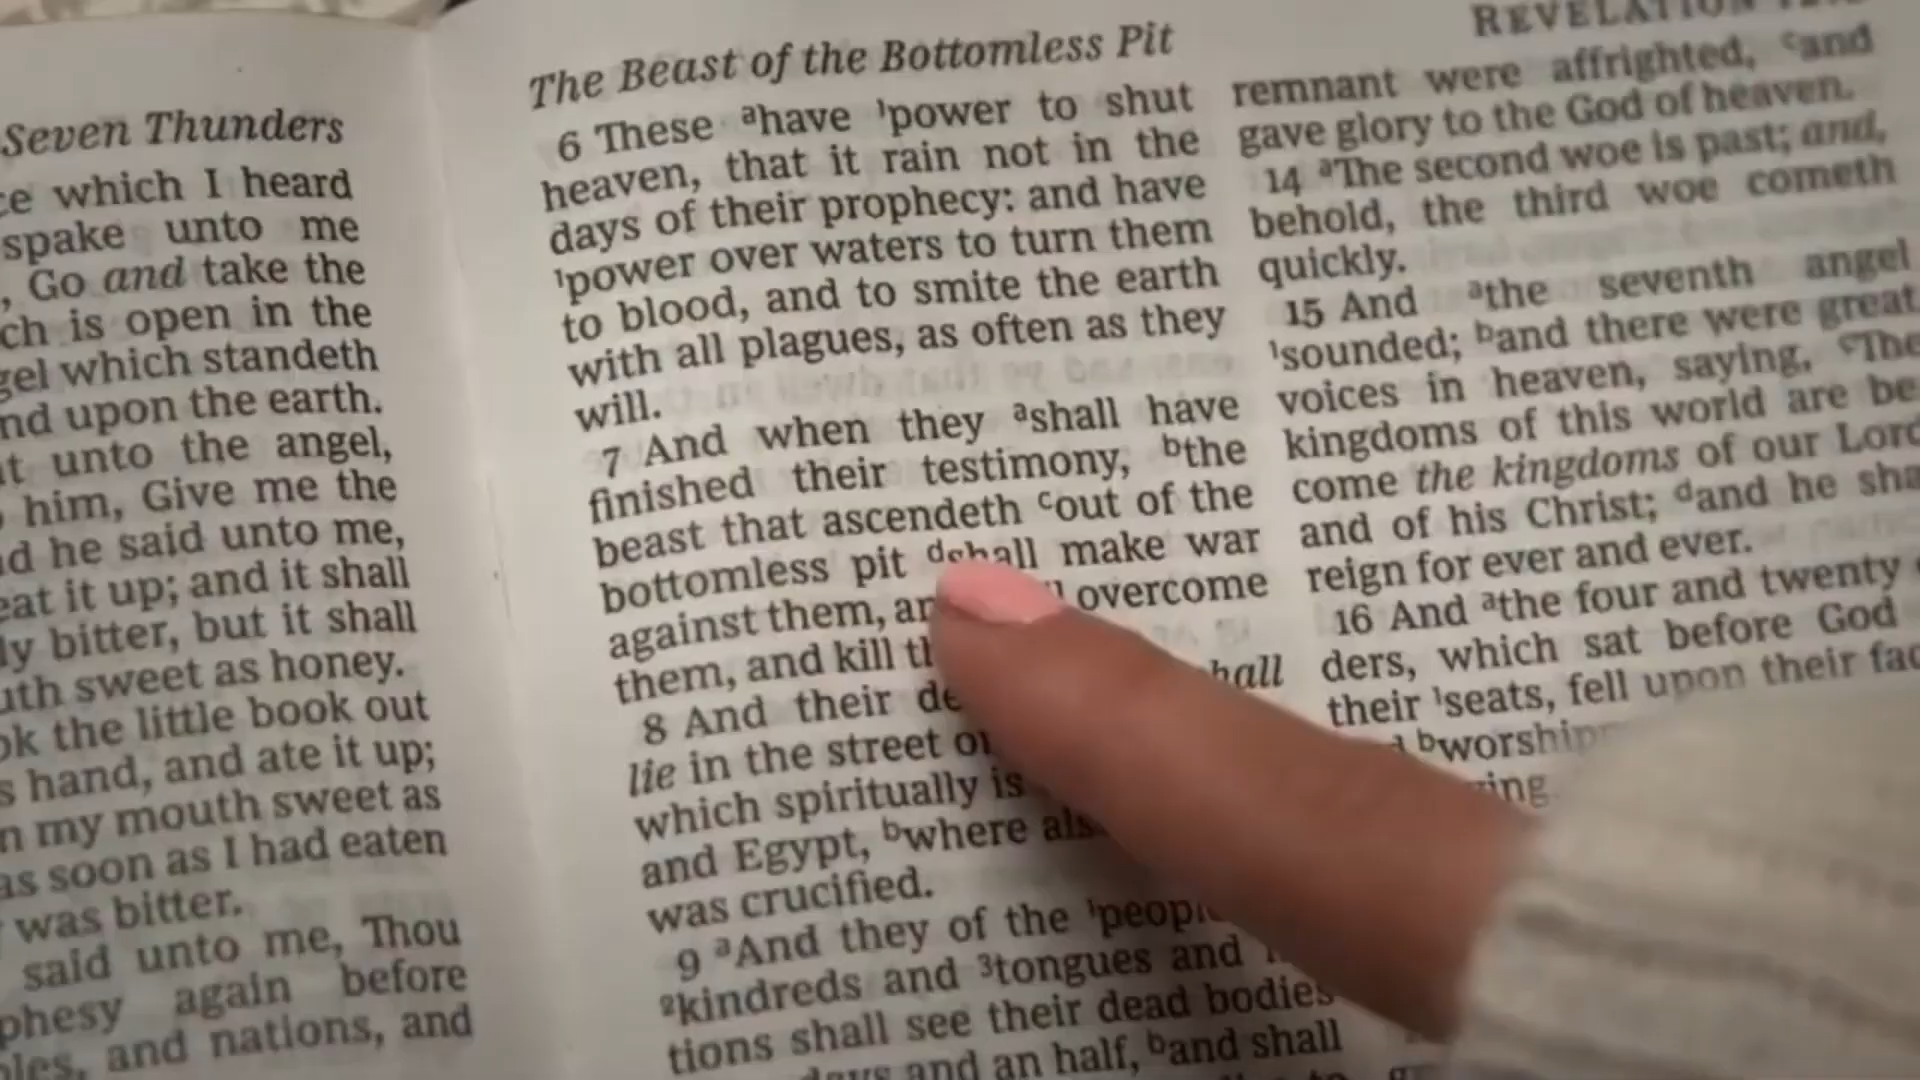 Seven Thunders
which I heard
spake unto me
, Go and take the
is open in the
which standeth
upon the earth.
unto the angel,
him, Give me the
he said unto me,
it up; and it shall
bitter, but it shall
sweet as honey.
the little book out
hand, and ate it up;
my mouth sweet as
as soon as I had eaten
was bitter.
said unto me, Thou
again before
and nations, and
The Beast of the Bottomless Pit
6 These ᵃhave ¹power to shut
heaven, that it rain not in the
days of their prophecy: and have
¹power over waters to turn them
to blood, and to smite the earth
with all plagues, as often as they
will.
7 And when they ᵃshall have
finished their testimony, ᵇthe
beast that ascendeth ᶜout of the
bottomless pit ᵈshall make war
against them, overcome
them, and kill
8 And their
lie in the street
which spiritually is
and Egypt, ᵇwhere
was crucified.
9 ᵃAnd they of the
²kindreds and ³tongues and
tions shall see their dead bodies
and an half, ᵇand shall
REVELATION
remnant were affrighted, ᶜand
gave glory to the God of heaven.
14 ᵃThe second woe is past; and,
behold, the third woe cometh
quickly.
15 And ᵃthe seventh angel
¹sounded; ᵇand there were great
voices in heaven, saying, ᶜThe
kingdoms of this world are be
come the kingdoms of our Lord
and of his Christ; ᵈand he
reign for ever and ever.
16 And ᵃthe four and twenty
ders, which sat before God
their ¹seats, fell upon their